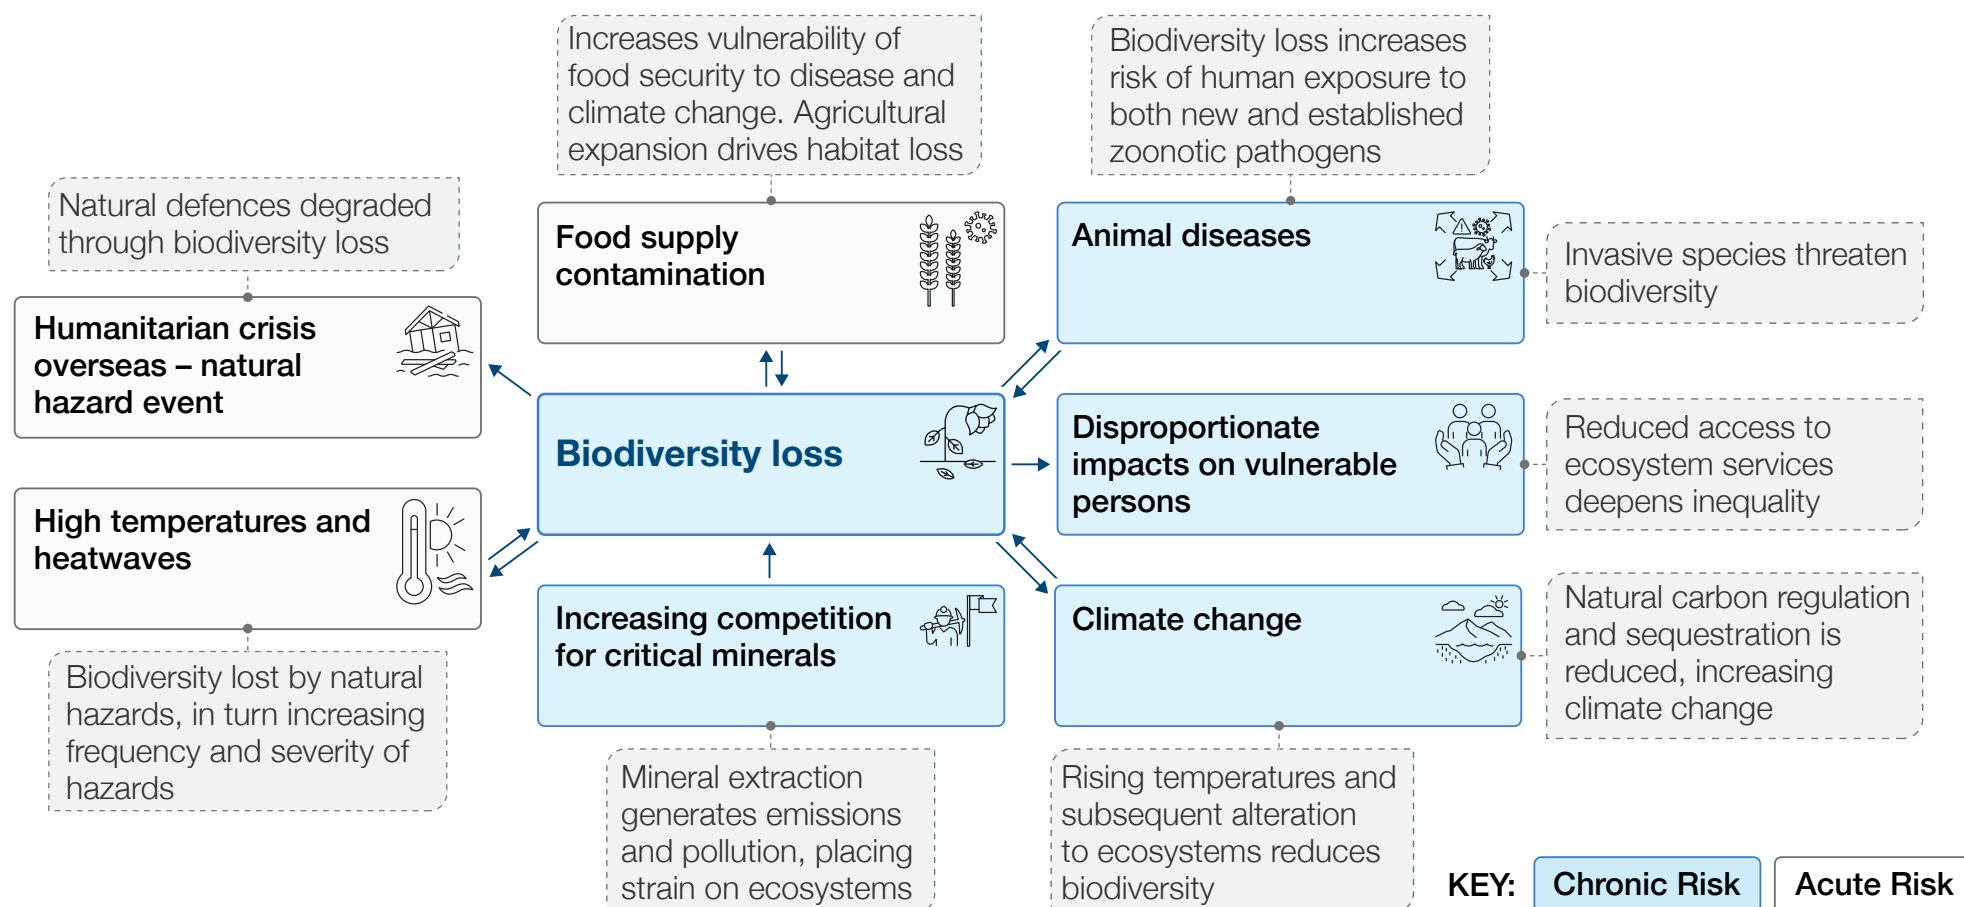 Increases vulnerability of
food security to disease and
climate change. Agricultural
expansion drives habitat loss
Biodiversity loss increases
risk of human exposure to
both new and established
zoonotic pathogens
Natural defences degraded
through biodiversity loss
Food supply
contamination
Animal diseases
Invasive species threaten
biodiversity
Humanitarian crisis
overseas – natural
hazard event
Biodiversity loss
Disproportionate
impacts on vulnerable
persons
Reduced access to
ecosystem services
deepens inequality
High temperatures and
heatwaves
Increasing competition
for critical minerals
Climate change
Natural carbon regulation
and sequestration is
reduced, increasing
climate change
Biodiversity lost by natural
hazards, in turn increasing
frequency and severity of
hazards
Mineral extraction
generates emissions
and pollution, placing
strain on ecosystems
Rising temperatures and
subsequent alteration
to ecosystems reduces
biodiversity
KEY: Chronic Risk Acute Risk